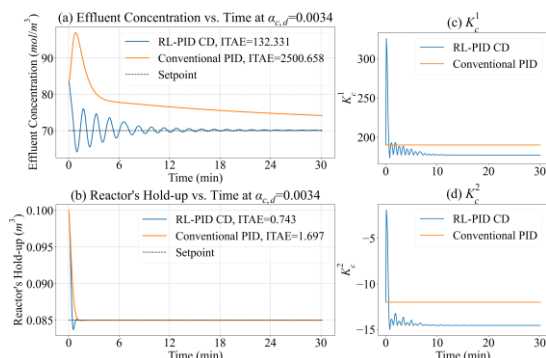 (a) Effluent Concentration vs. Time at α_{c,d}=0.0034
Effluent Concentration (mol/m³)
90
80
70
RL-PID CD, ITAE=132.331
Conventional PID, ITAE=2500.658
Setpoint
0 6 12 18 24 30
Time (min)
(b) Reactor's Hold-up vs. Time at α_{c,d}=0.0034
Reactor's Hold-up (m³)
0.100
0.095
0.090
0.085
RL-PID CD, ITAE=0.743
Conventional PID, ITAE=1.697
Setpoint
0 6 12 18 24 30
Time (min)
(c) K_c^1
K_c^1
300
250
200
RL-PID CD
Conventional PID
0 10 20 30
Time (min)
(d) K_c^2
K_c^2
−5
−10
−15
RL-PID CD
Conventional PID
0 10 20 30
Time (min)